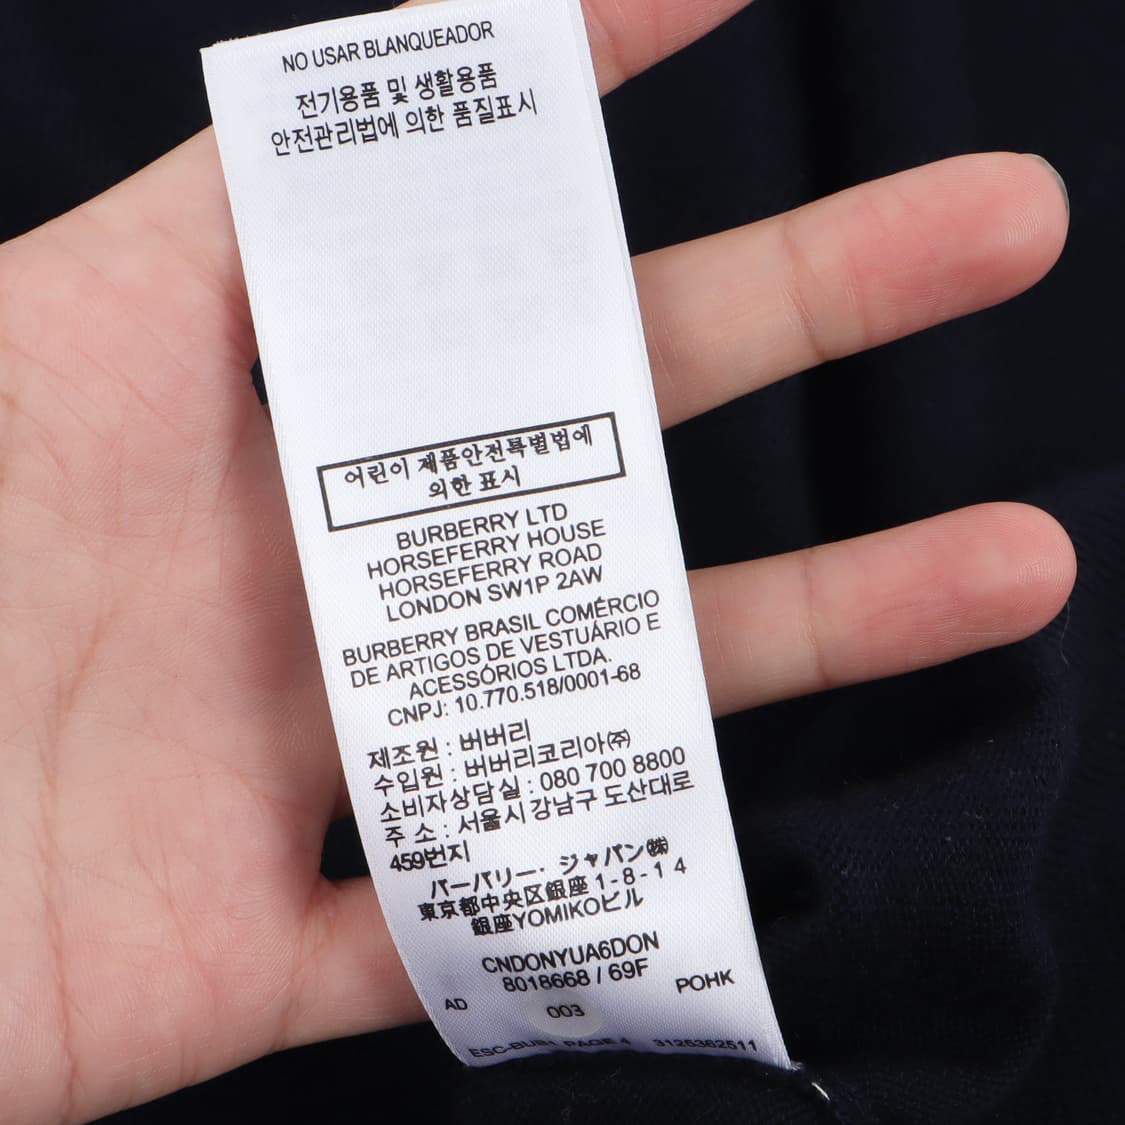 NO USAR BLANQUEADOR
전기용품 및 생활용품
안전관리법에 의한 품질표시
어린이 제품안전특별법에
의한 표시
BURBERRY LTD
HORSEFERRY HOUSE
HORSEFERRY ROAD
LONDON SW1P 2AW
BURBERRY BRASIL COMÉRCIO
DE ARTIGOS DE VESTUÁRIO E
ACESSÓRIOS LTDA.
CNPJ: 10.770.518/0001-68
제조원 : 버버리
수입원 : 버버리코리아㈜
소비자상담실 : 080 700 8800
주 소 : 서울시 강남구 도산대로
459번지
バーバリー・ジャパン㈱
東京都中央区銀座 1 - 8 - 1 4
銀座YOMIKOビル
CNDONYUA6DON
8018668 / 69F
AD 003 POHK
ESC-BUB1 PAGE 4 3125362511